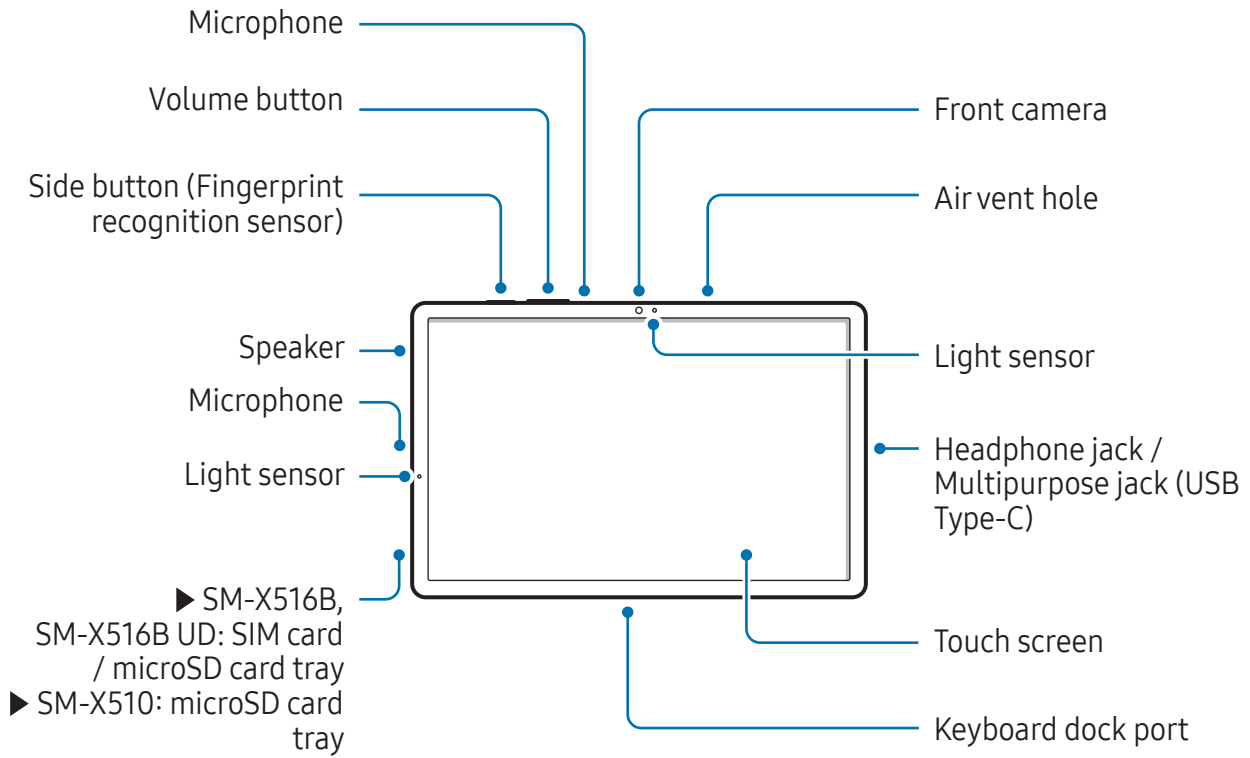 Microphone
Volume button
Side button (Fingerprint
recognition sensor)
Speaker
Microphone
Light sensor
▶ SM-X516B,
SM-X516B UD: SIM card
/ microSD card tray
▶ SM-X510: microSD card
tray
Front camera
Air vent hole
Light sensor
Headphone jack /
Multipurpose jack (USB
Type-C)
Touch screen
Keyboard dock port